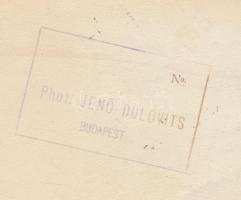 No.
Phot. JENŐ DULOVITS
BUDAPEST